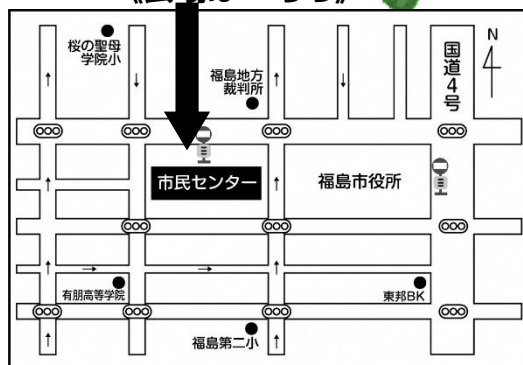 桜の聖母
学院小
福島地方
裁判所
国道4号
N
市民センター
福島市役所
有朋高等学院
東邦BK
福島第二小